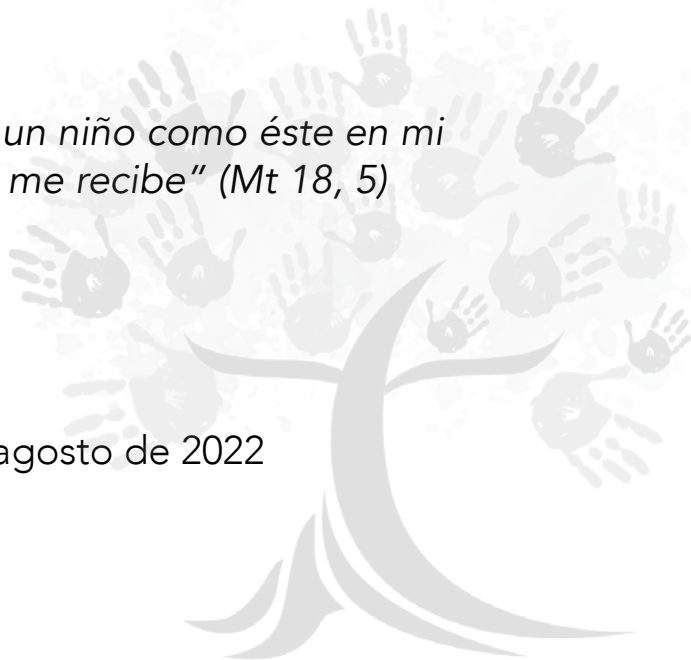 un niño como éste en mi
me recibe” (Mt 18, 5)
agosto de 2022